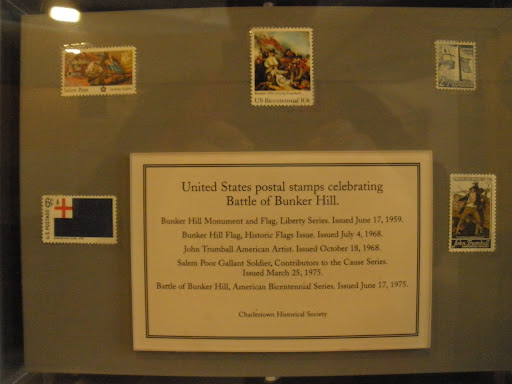 Salem Poor
US Bicentennial 10c
6¢
U.S. POSTAGE
John Trumbull
United States postal stamps celebrating
Battle of Bunker Hill.
Bunker Hill Monument and Flag, Liberty Series. Issued June 17, 1959.
Bunker Hill Flag, Historic Flags Issue. Issued July 4, 1968.
John Trumball American Artist. Issued October 18, 1968.
Salem Poor Gallant Soldier, Contributors to the Cause Series.
Issued March 25, 1975.
Battle of Bunker Hill, American Bicentennial Series. Issued June 17, 1975.
Charlestown Historical Society